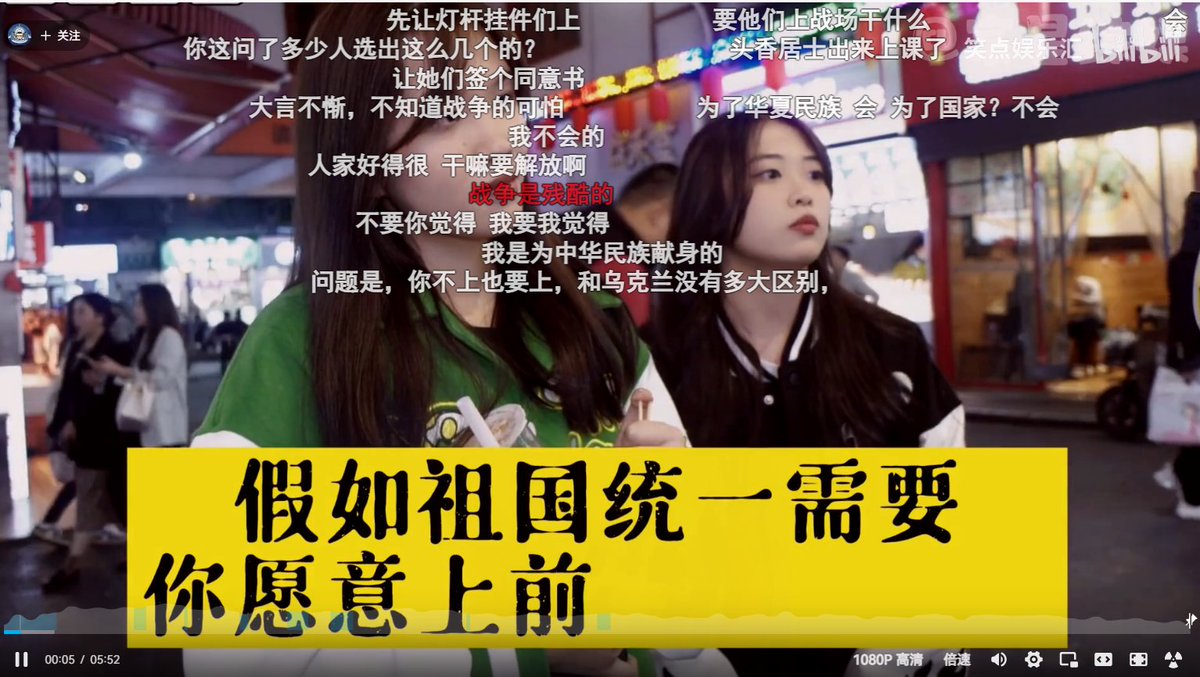 + 关注
先让灯杆挂件们上
要他们上战场干什么
你这问了多少人选出这么几个的？
头香居士出来上课了
笑点娱乐汇
bilibili
让她们签个同意书
大言不惭，不知道战争的可怕
为了华夏民族 会 为了国家？不会
我不会的
人家好得很 干嘛要解放啊
战争是残酷的
不要你觉得 我要我觉得
我是为中华民族献身的
问题是，你不上也要上，和乌克兰没有多大区别，
假如祖国统一需要
你愿意上前
00:05 / 05:52
1080P 高清
倍速